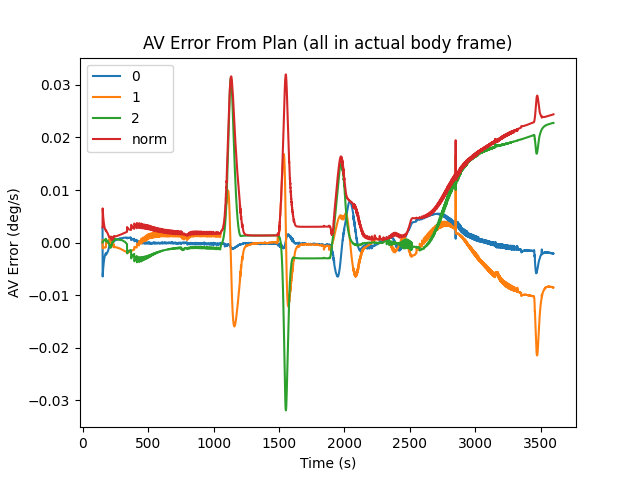 AV Error From Plan (all in actual body frame)
0
1
2
norm
0.03
0.02
0.01
0.00
−0.01
−0.02
−0.03
AV Error (deg/s)
0 500 1000 1500 2000 2500 3000 3500
Time (s)